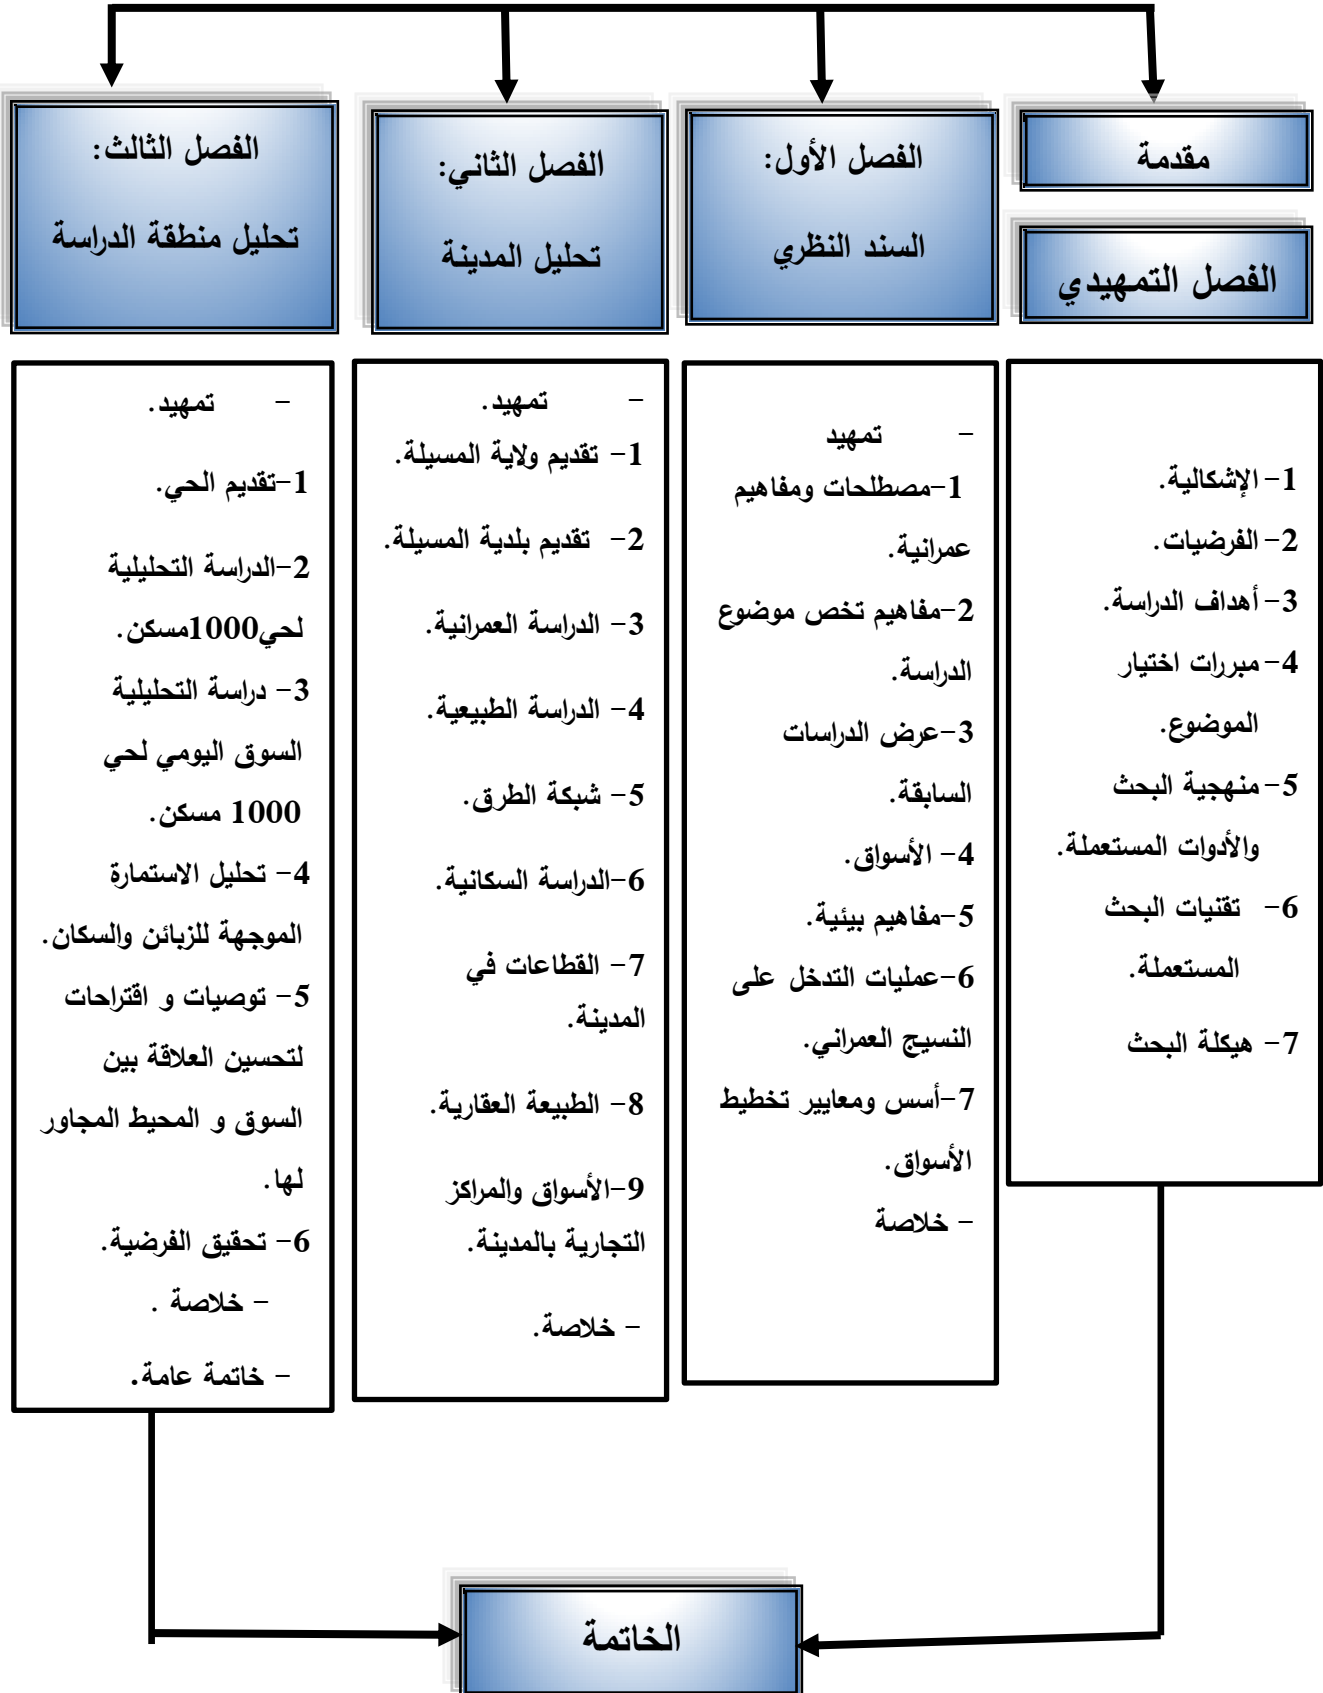 مقدمة
الفصل التمهيدي
1- الإشكالية.
2- الفرضيات.
3- أهداف الدراسة.
4- مبررات اختيار
الموضوع.
5- منهجية البحث
والأدوات المستعملة.
6- تقنيات البحث
المستعملة.
7- هيكلة البحث
الفصل الأول:
السند النظري
- تمهيد
1-مصطلحات ومفاهيم
عمرانية.
2-مفاهيم تخص موضوع
الدراسة.
3-عرض الدراسات
السابقة.
4- الأسواق.
5-مفاهيم بيئية.
6-عمليات التدخل على
النسيج العمراني.
7-أسس ومعايير تخطيط
الأسواق.
- خلاصة
الفصل الثاني:
تحليل المدينة
- تمهيد.
1- تقديم ولاية المسيلة.
2- تقديم بلدية المسيلة.
3- الدراسة العمرانية.
4- الدراسة الطبيعية.
5- شبكة الطرق.
6-الدراسة السكانية.
7- القطاعات في
المدينة.
8- الطبيعة العقارية.
9-الأسواق والمراكز
التجارية بالمدينة.
- خلاصة.
الفصل الثالث:
تحليل منطقة الدراسة
- تمهيد.
1-تقديم الحي.
2-الدراسة التحليلية
لحي1000مسكن.
3- دراسة التحليلية
السوق اليومي لحي
1000 مسكن.
4- تحليل الاستمارة
الموجهة للزبائن والسكان.
5- توصيات و اقتراحات
لتحسين العلاقة بين
السوق و المحيط المجاور
لها.
6- تحقيق الفرضية.
- خلاصة .
- خاتمة عامة.
الخاتمة